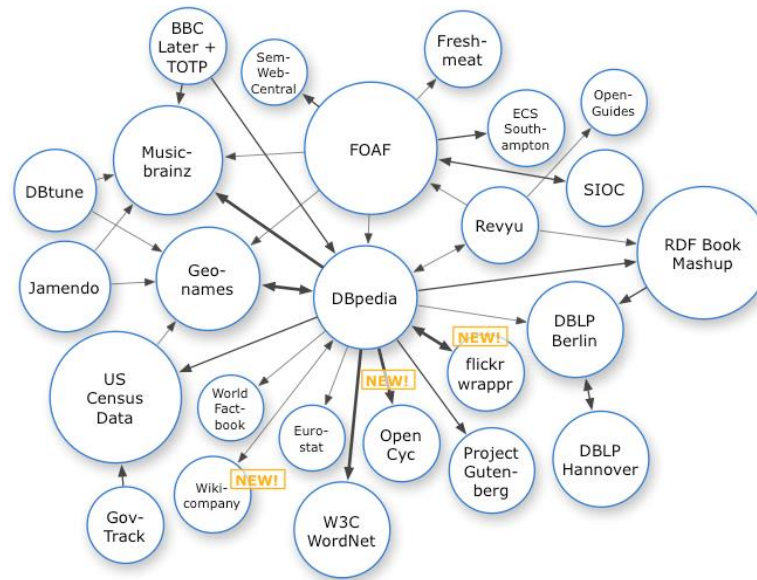 BBC
Later +
TOTP
Sem-
Web-
Central
Fresh-
meat
FOAF
ECS
South-
ampton
Open-
Guides
Music-
brainz
DBtune
SIOC
Revyu
RDF Book
Mashup
Jamendo
Geo-
names
DBpedia
DBLP
Berlin
NEW!
flickr
wrappr
US
Census
Data
NEW!
World
Fact-
book
Euro-
stat
Open
Cyc
Project
Guten-
berg
DBLP
Hannover
Wiki-
company
NEW!
Gov-
Track
W3C
WordNet